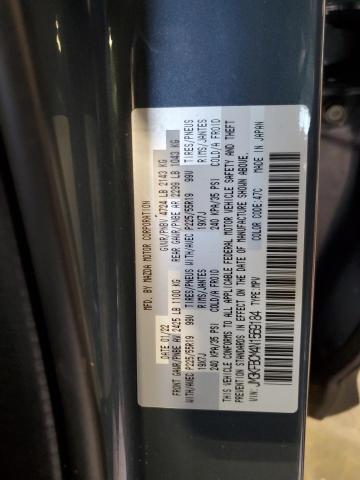 MFD. BY MAZDA MOTOR CORPORATION
DATE 01/22 GVWR/PNBV 4724 LB 2143 KG
FRONT GAWR/PNBE AV 2425 LB 1100 KG REAR GAWR/PNBE AR 2299 LB 1043 KG
WITH/AVEC P225/55R19 99V TIRES/PNEUS WITH/AVEC P225/55R19 99V TIRES/PNEUS
19X7J RIMS/JANTES 19X7J RIMS/JANTES
240 KPA/35 PSI COLD/A FROID 240 KPA/35 PSI COLD/A FROID
THIS VEHICLE CONFORMS TO ALL APPLICABLE FEDERAL MOTOR VEHICLE SAFETY AND THEFT
PREVENTION STANDARDS IN EFFECT ON THE DATE OF MANUFACTURE SHOWN ABOVE.
TYPE: MPV COLOR: 47C MADE IN JAPAN